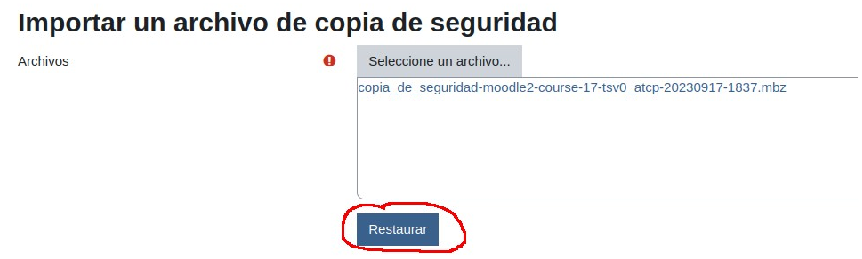 Importar un archivo de copia de seguridad
Archivos
Seleccione un archivo...
copia_de_seguridad-moodle2-course-17-tsv0_atcp-20230917-1837.mbz
Restaurar